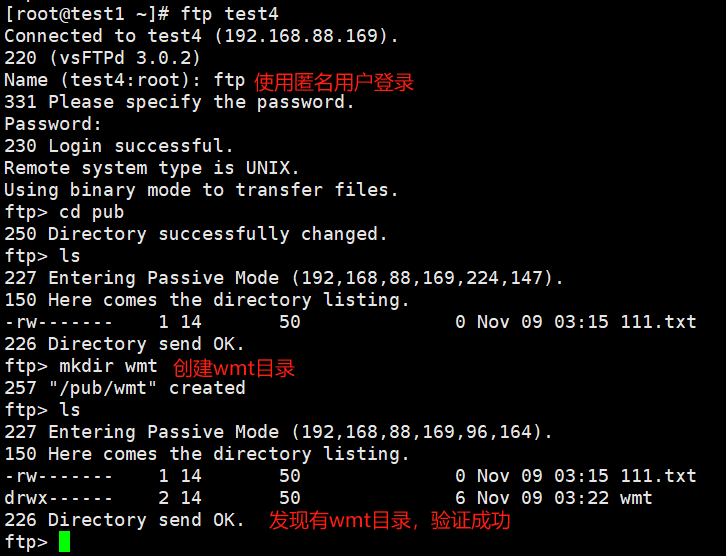 [root@test1 ~]# ftp test4
Connected to test4 (192.168.88.169).
220 (vsFTPd 3.0.2)
Name (test4:root): ftp 使用匿名用户登录
331 Please specify the password.
Password:
230 Login successful.
Remote system type is UNIX.
Using binary mode to transfer files.
ftp> cd pub
250 Directory successfully changed.
ftp> ls
227 Entering Passive Mode (192,168,88,169,224,147).
150 Here comes the directory listing.
-rw-------    1 14       50              0 Nov 09 03:15 111.txt
226 Directory send OK.
ftp> mkdir wmt 创建wmt目录
257 "/pub/wmt" created
ftp> ls
227 Entering Passive Mode (192,168,88,169,96,164).
150 Here comes the directory listing.
-rw-------    1 14       50              0 Nov 09 03:15 111.txt
drwx------    2 14       50              6 Nov 09 03:22 wmt
226 Directory send OK. 发现有wmt目录，验证成功
ftp>